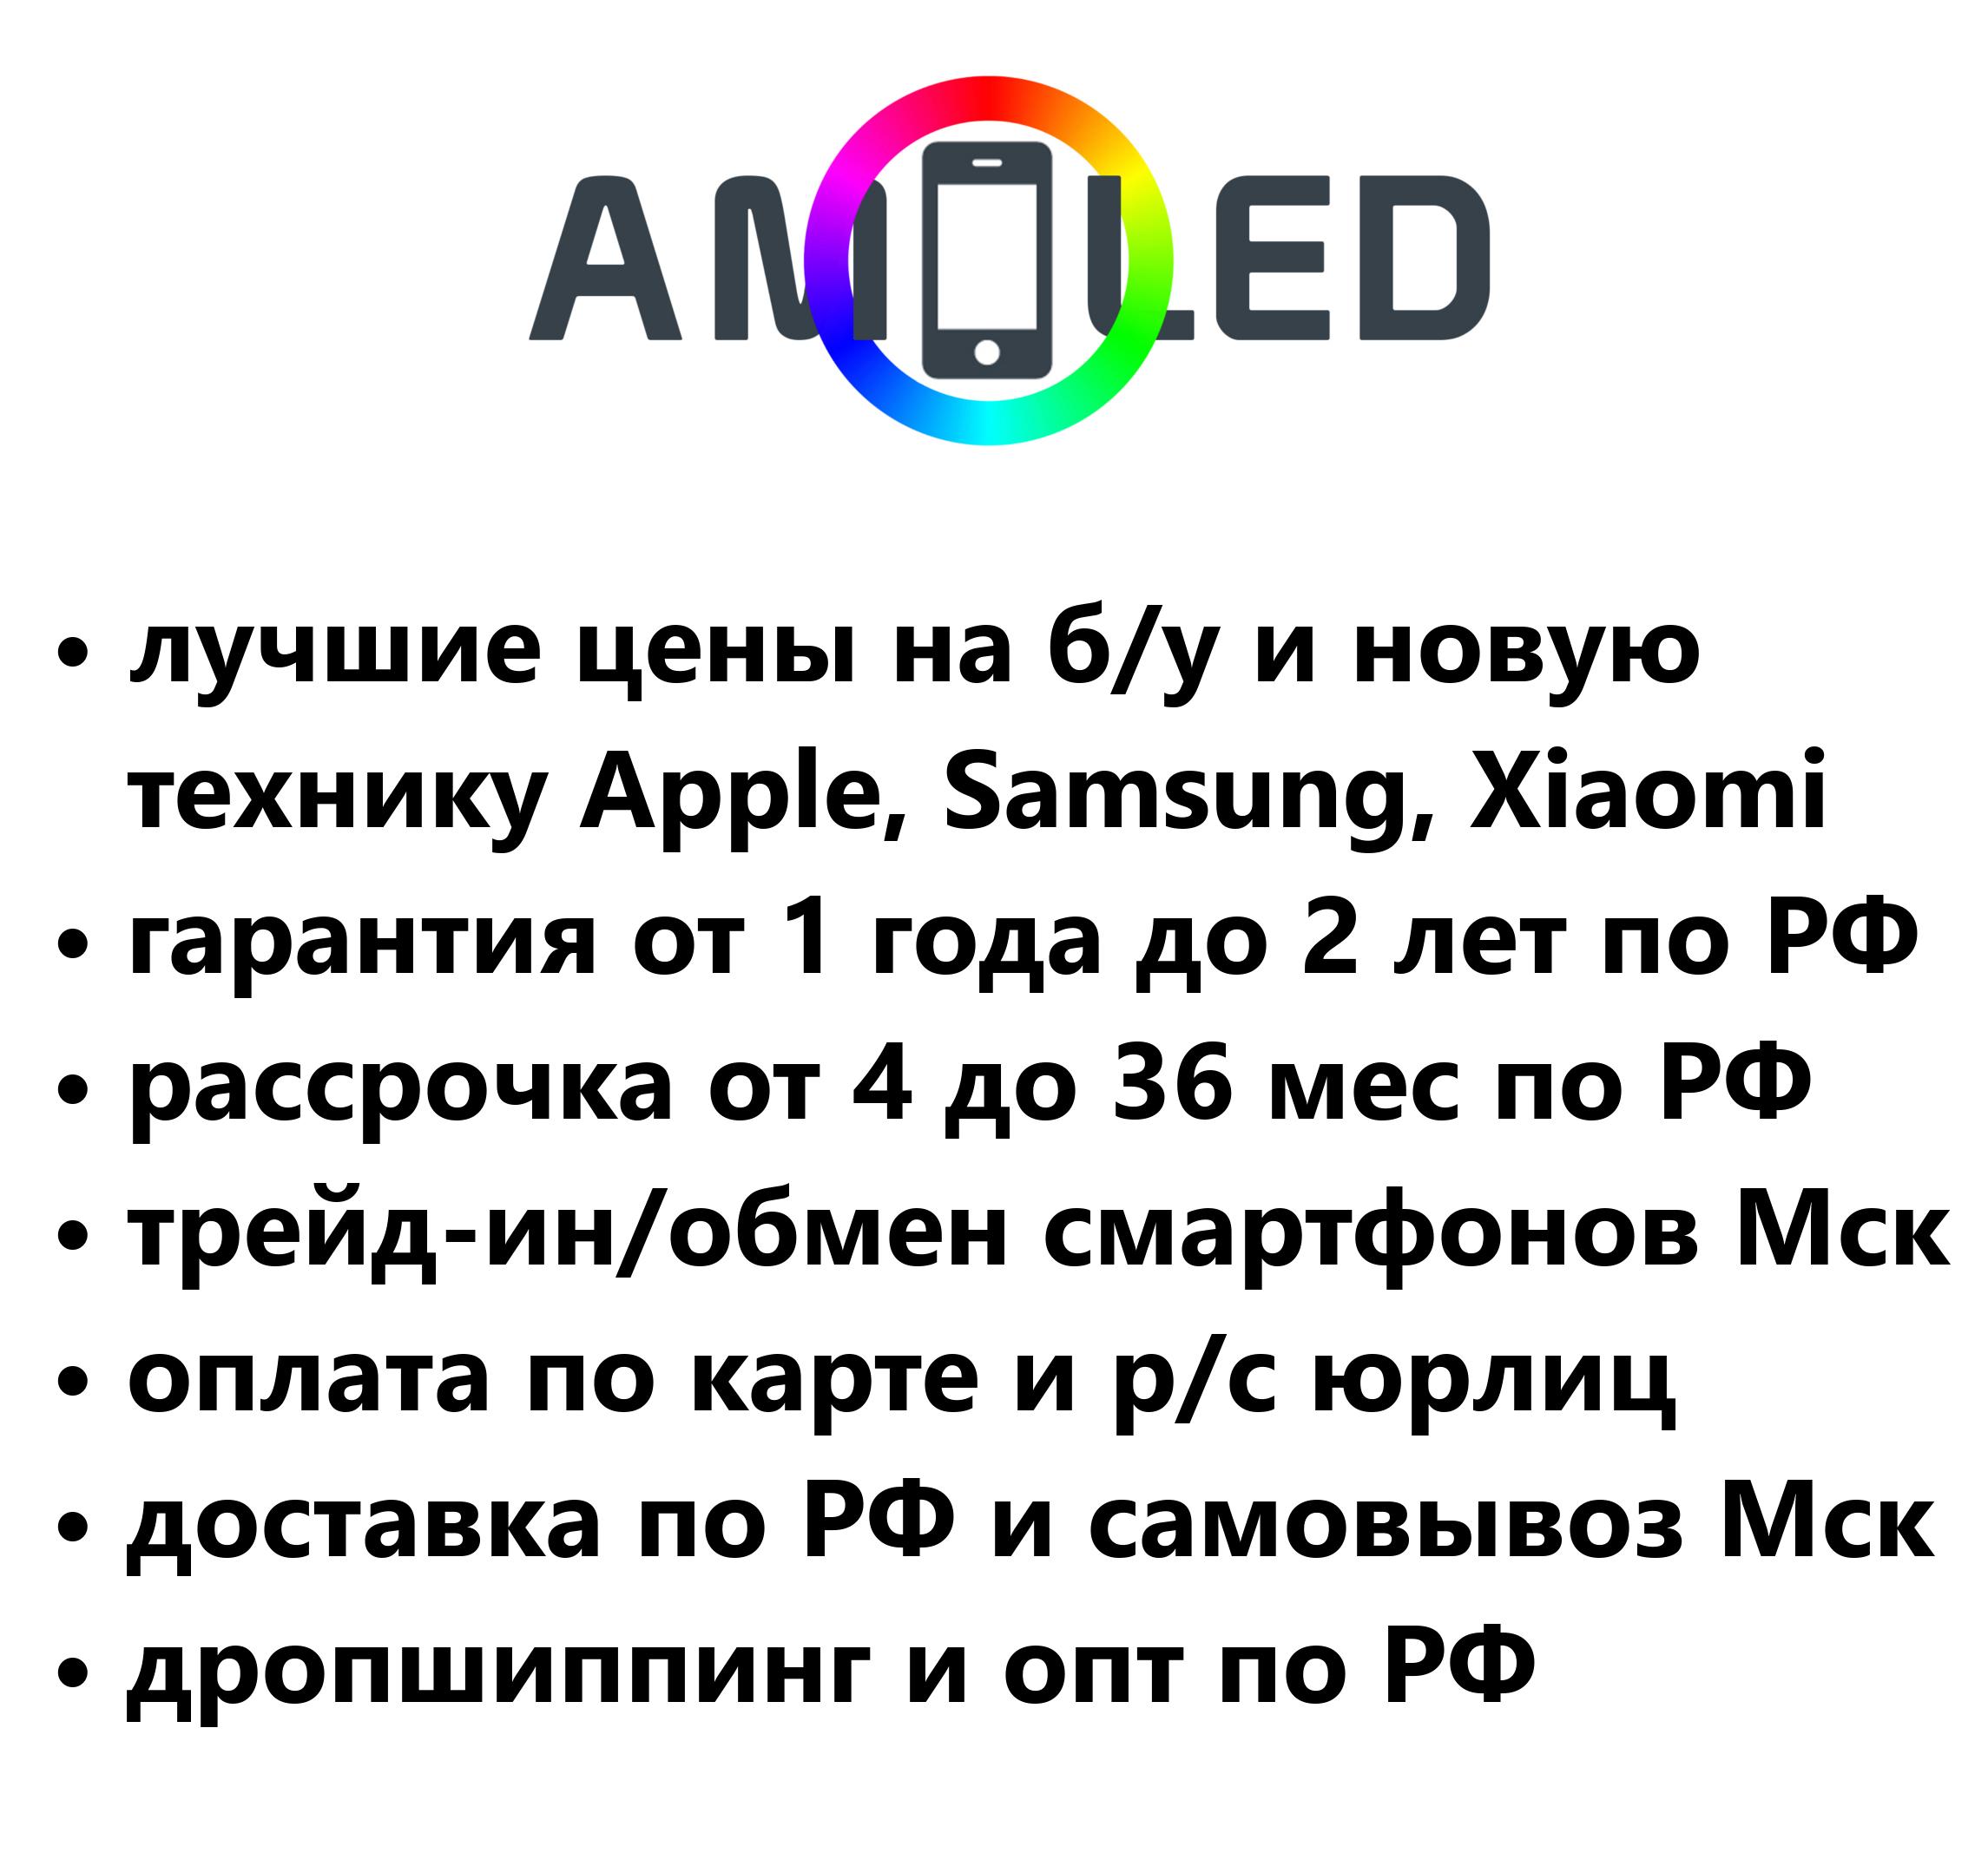 AMOLED
• лучшие цены на б/у и новую
технику Apple, Samsung, Xiaomi
• гарантия от 1 года до 2 лет по РФ
• рассрочка от 4 до 36 мес по РФ
• трейд-ин/обмен смартфонов Мск
• оплата по карте и р/с юрлиц
• доставка по РФ и самовывоз Мск
• дропшиппинг и опт по РФ